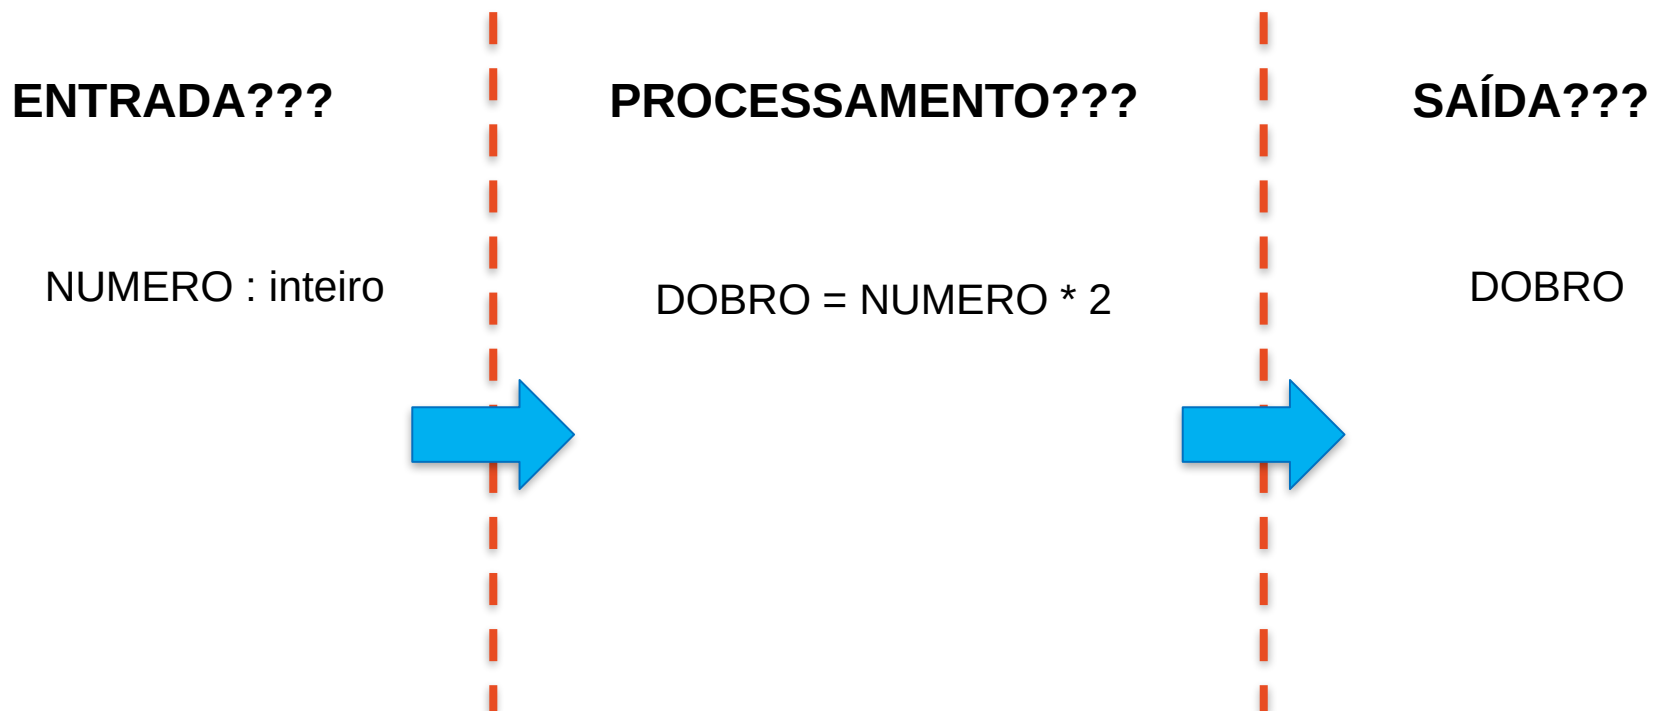 ENTRADA???
PROCESSAMENTO???
SAÍDA???
NUMERO : inteiro
DOBRO = NUMERO * 2
DOBRO